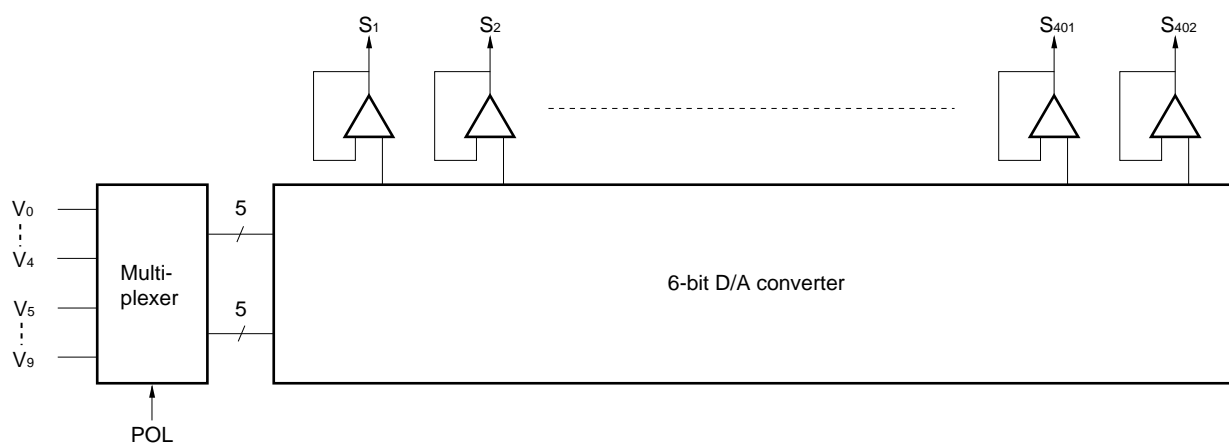 S1
S2
S401
S402
V0
V4
V5
V9
Multi-
plexer
5
5
6-bit D/A converter
POL